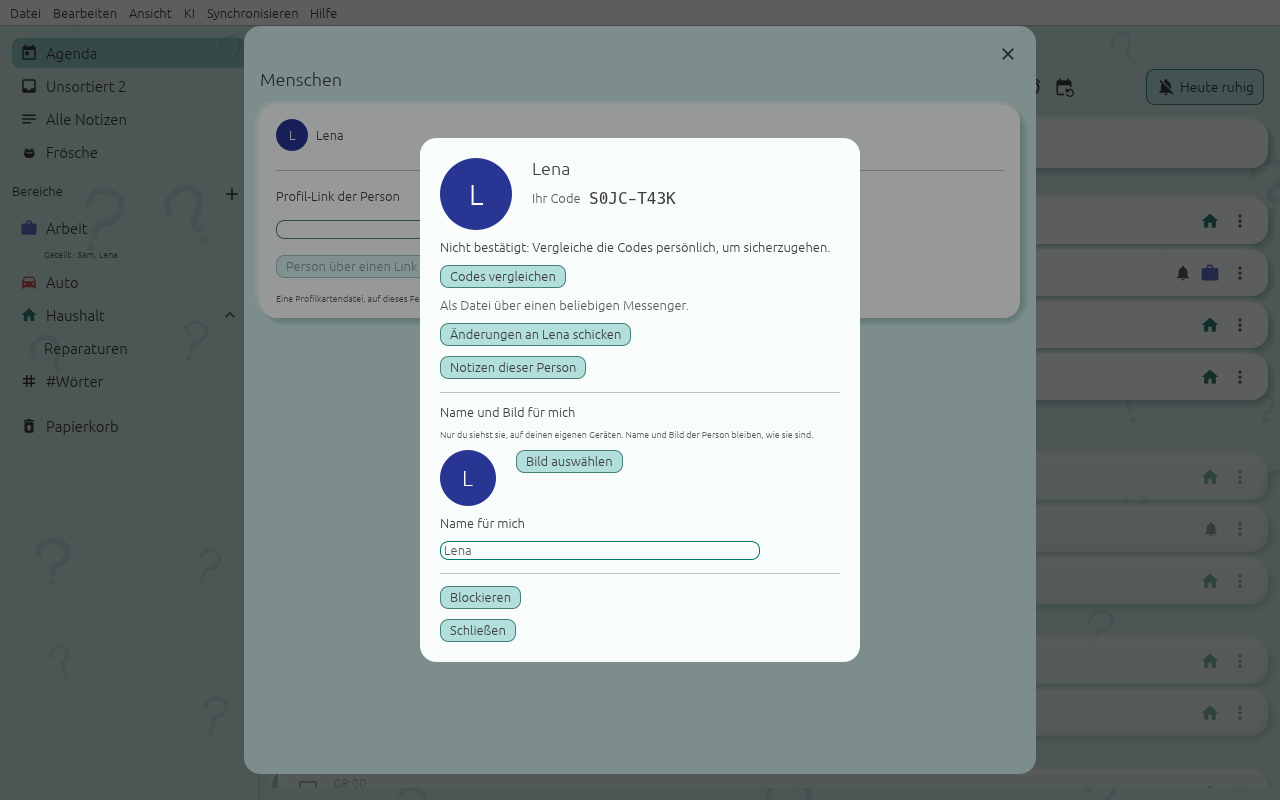 Datei Bearbeiten Ansicht KI Synchronisieren Hilfe
Agenda
Unsortiert 2
Alle Notizen
Frösche
Bereiche
Arbeit
Geteilt · Sam, Lena
Auto
Haushalt
Reparaturen
#Wörter
Papierkorb
Menschen
L Lena
Profil-Link der Person
Person über einen Link
Eine Profilkartendatei, auf dieses Fe
Heute ruhig
L
Lena
Ihr Code S0JC-T43K
Nicht bestätigt: Vergleiche die Codes persönlich, um sicherzugehen.
Codes vergleichen
Als Datei über einen beliebigen Messenger.
Änderungen an Lena schicken
Notizen dieser Person
Name und Bild für mich
Nur du siehst sie, auf deinen eigenen Geräten. Name und Bild der Person bleiben, wie sie sind.
L
Bild auswählen
Name für mich
Lena
Blockieren
Schließen
08:00